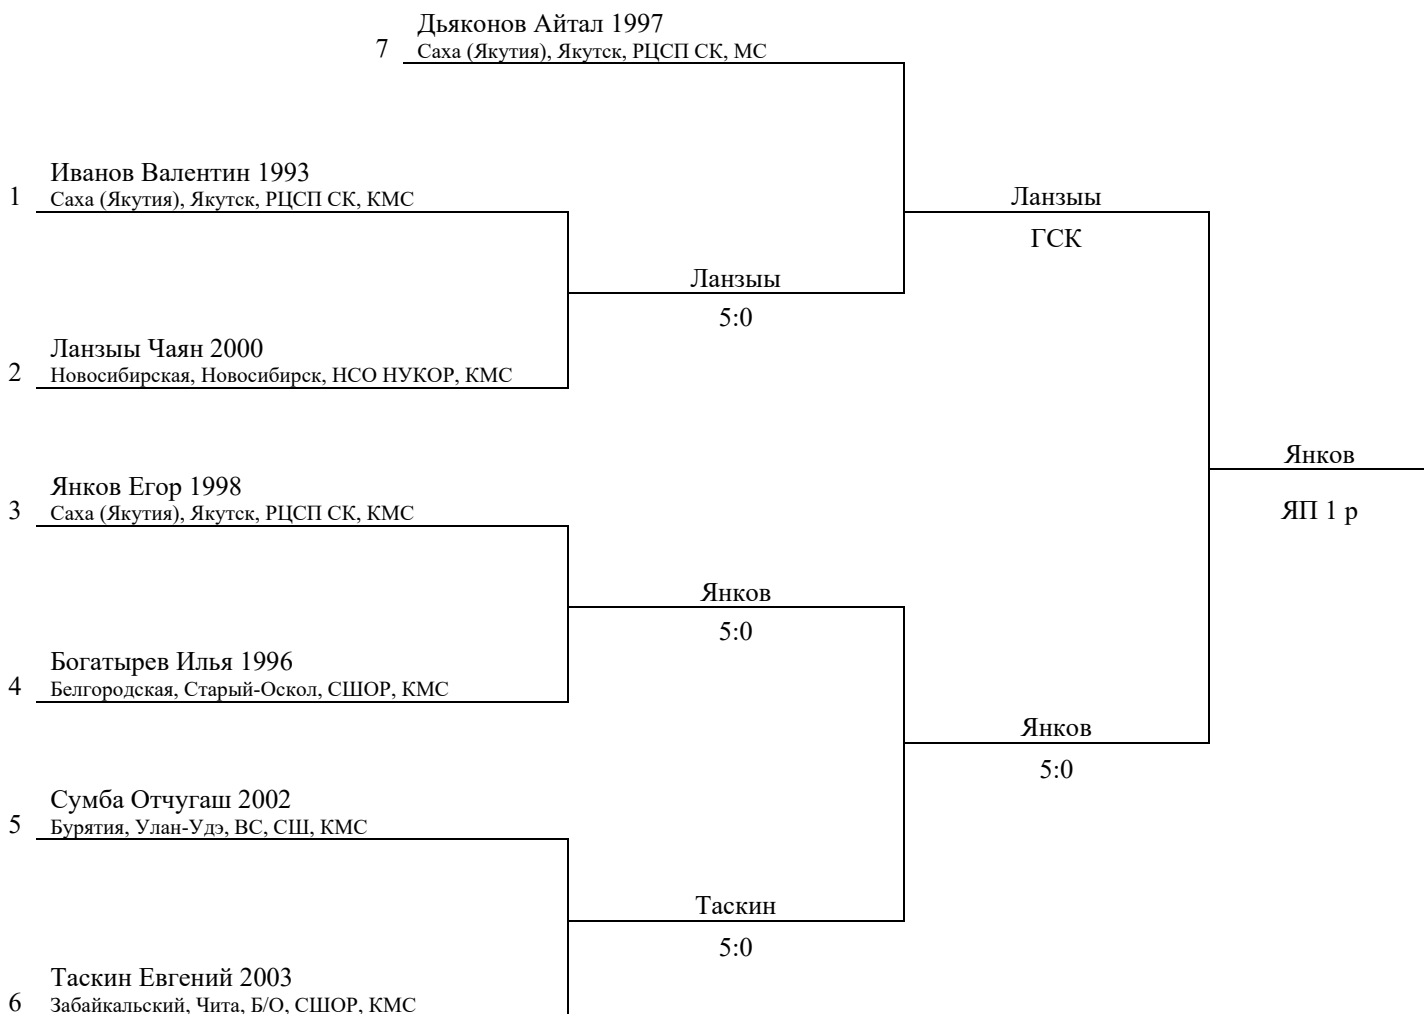 Дьяконов Айтал 1997
7
Саха (Якутия), Якутск, РЦСП СК, МС
Иванов Валентин 1993
1
Саха (Якутия), Якутск, РЦСП СК, КМС
Ланзыы
ГСК
Ланзыы
5:0
Ланзыы Чаян 2000
2
Новосибирская, Новосибирск, НСО НУКОР, КМС
Янков
ЯП 1 р
Янков Егор 1998
3
Саха (Якутия), Якутск, РЦСП СК, КМС
Янков
5:0
Богатырев Илья 1996
4
Белгородская, Старый-Оскол, СШОР, КМС
Янков
5:0
Сумба Отчугаш 2002
5
Бурятия, Улан-Удэ, ВС, СШ, КМС
Таскин
5:0
Таскин Евгений 2003
6
Забайкальский, Чита, Б/О, СШОР, КМС